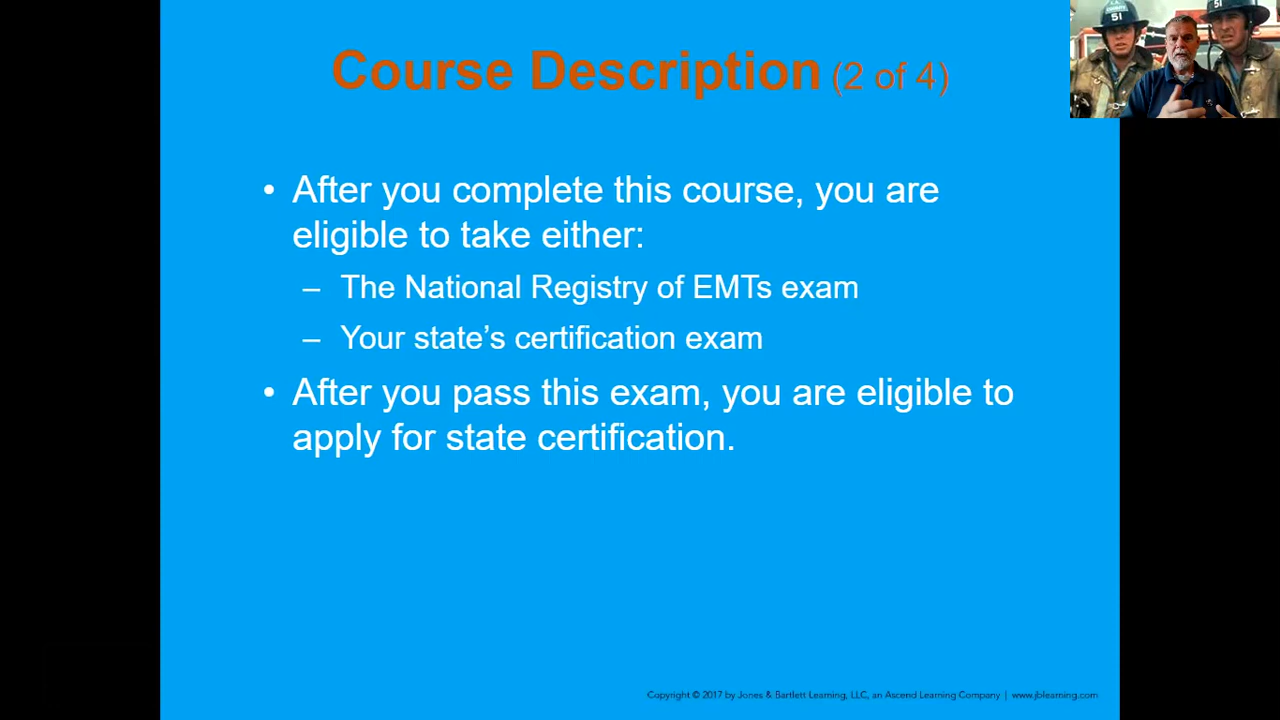 Course Description (2 of 4)
51
51
• After you complete this course, you are
eligible to take either:
– The National Registry of EMTs exam
– Your state’s certification exam
• After you pass this exam, you are eligible to
apply for state certification.
Copyright © 2017 by Jones & Bartlett Learning, LLC, an Ascend Learning Company | www.jblearning.com